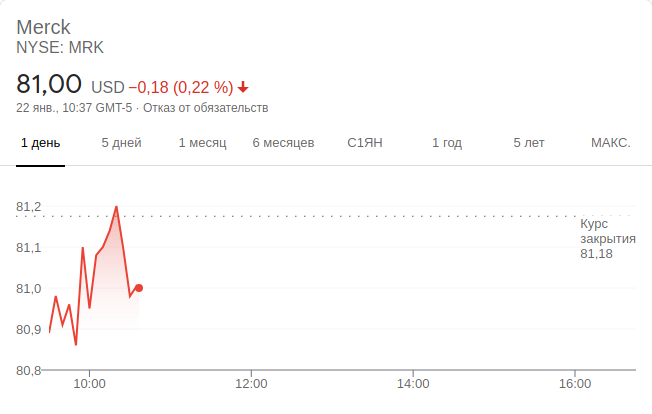 Merck
NYSE: MRK
81,00 USD −0,18 (0,22 %)
22 янв., 10:37 GMT-5 · Отказ от обязательств
1 день 5 дней 1 месяц 6 месяцев С1ЯН 1 год 5 лет МАКС.
81,2
Курс
закрытия
81,18
81,1
81,0
80,9
80,8
10:00 12:00 14:00 16:00